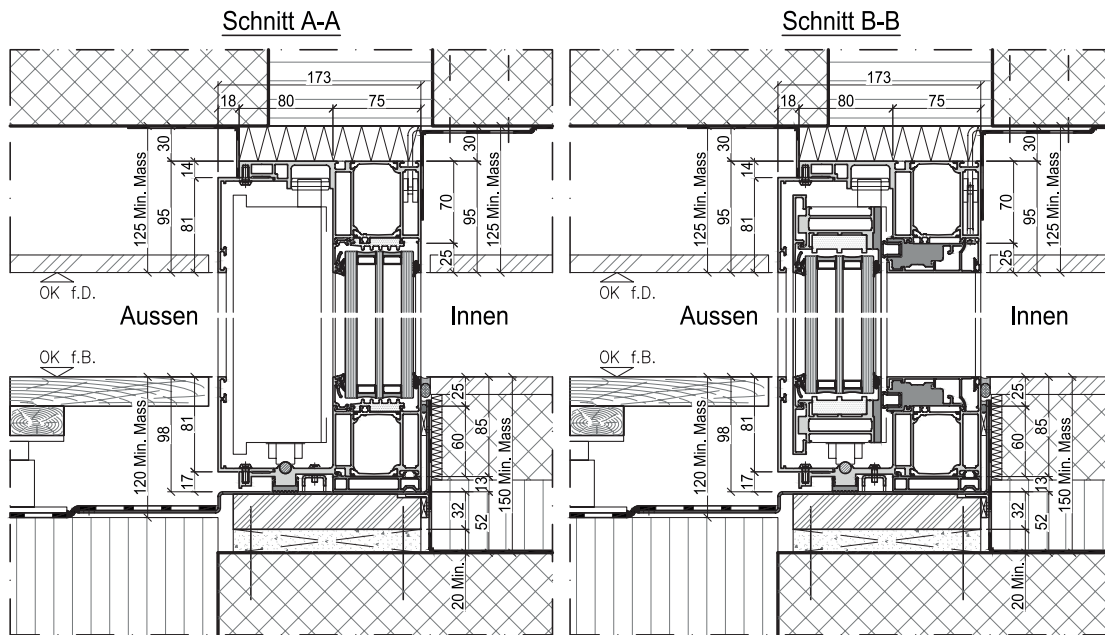 Schnitt A-A
173
18
80
75
125 Min. Mass
30
95
14
81
70
25
30
95
125 Min. Mass
OK f.D.
Aussen
Innen
OK f.B.
120 Min. Mass
98
81
17
25
60
13
85
32
52
150 Min. Mass
20 Min.
Schnitt B-B
173
18
80
75
125 Min. Mass
30
95
14
81
70
25
30
95
125 Min. Mass
OK f.D.
Aussen
Innen
OK f.B.
120 Min. Mass
98
81
17
25
60
13
85
32
52
150 Min. Mass
20 Min.